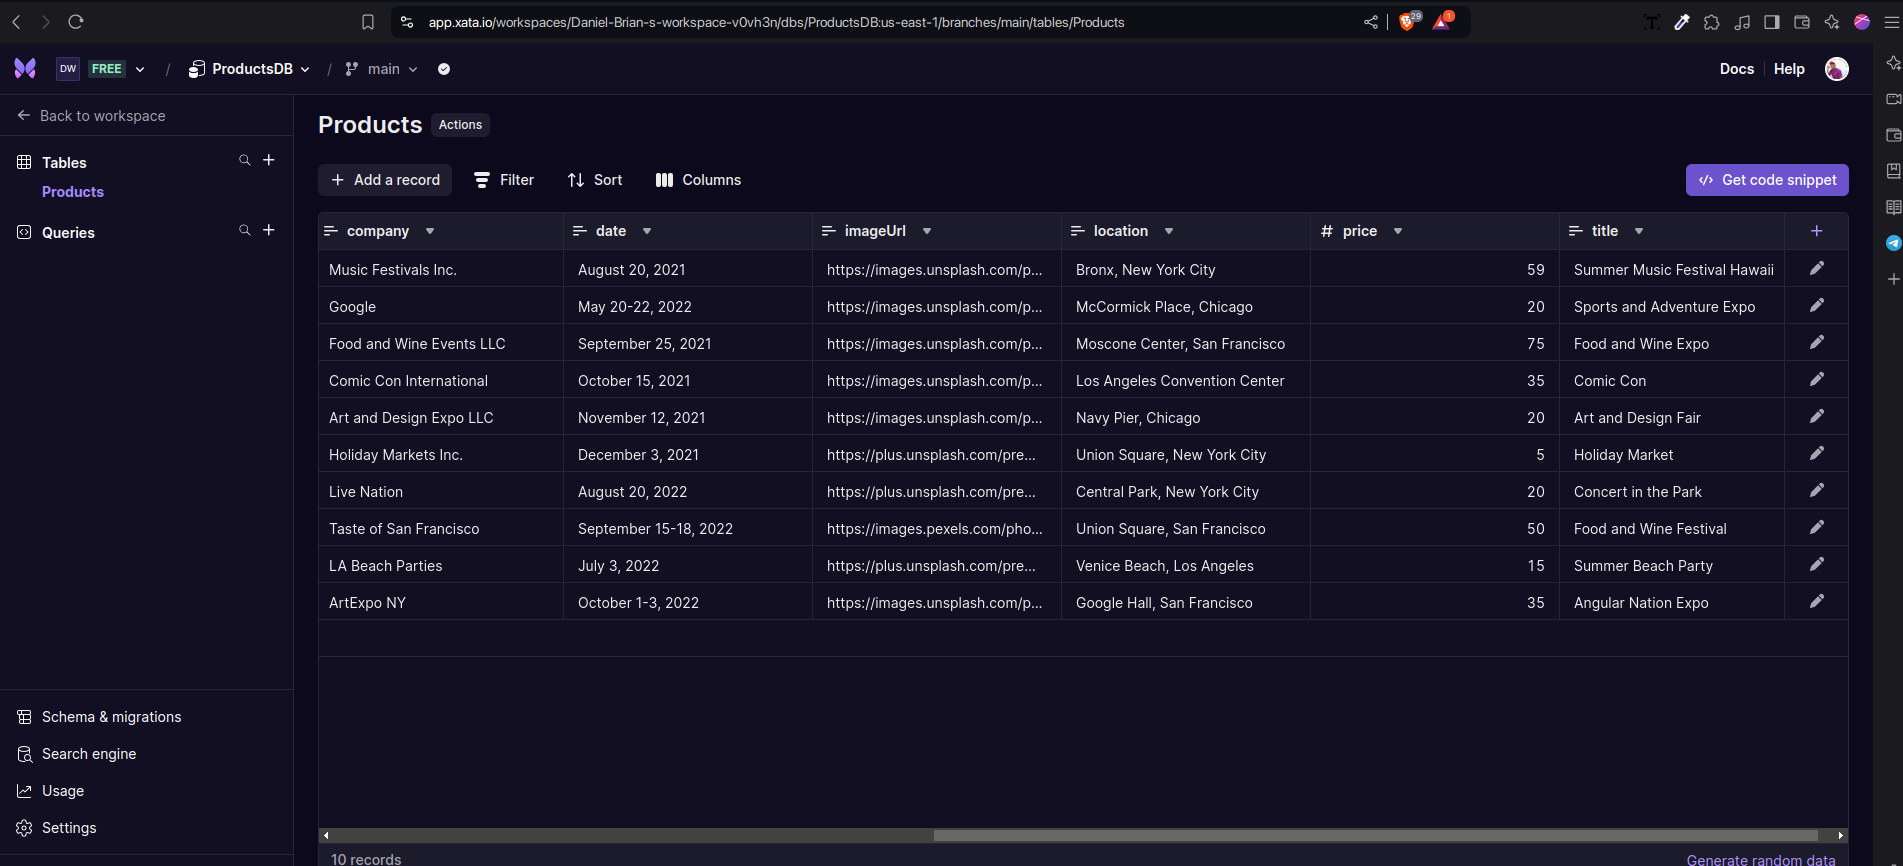 app.xata.io/workspaces/Daniel-Brian-s-workspace-v0vh3n/dbs/ProductsDB:us-east-1/branches/main/tables/Products
29
1
DW FREE / ProductsDB / main
Docs Help
Back to workspace
Tables
Products
Queries
Schema & migrations
Search engine
Usage
Settings
Products Actions
+ Add a record Filter Sort Columns
Get code snippet
company date imageUrl location # price title +
Music Festivals Inc. August 20, 2021 https://images.unsplash.com/p... Bronx, New York City 59 Summer Music Festival Hawaii
Google May 20-22, 2022 https://images.unsplash.com/p... McCormick Place, Chicago 20 Sports and Adventure Expo
Food and Wine Events LLC September 25, 2021 https://images.unsplash.com/p... Moscone Center, San Francisco 75 Food and Wine Expo
Comic Con International October 15, 2021 https://images.unsplash.com/p... Los Angeles Convention Center 35 Comic Con
Art and Design Expo LLC November 12, 2021 https://images.unsplash.com/p... Navy Pier, Chicago 20 Art and Design Fair
Holiday Markets Inc. December 3, 2021 https://plus.unsplash.com/pre... Union Square, New York City 5 Holiday Market
Live Nation August 20, 2022 https://plus.unsplash.com/pre... Central Park, New York City 20 Concert in the Park
Taste of San Francisco September 15-18, 2022 https://images.pexels.com/pho... Union Square, San Francisco 50 Food and Wine Festival
LA Beach Parties July 3, 2022 https://plus.unsplash.com/pre... Venice Beach, Los Angeles 15 Summer Beach Party
ArtExpo NY October 1-3, 2022 https://images.unsplash.com/p... Google Hall, San Francisco 35 Angular Nation Expo
10 records
Generate random data